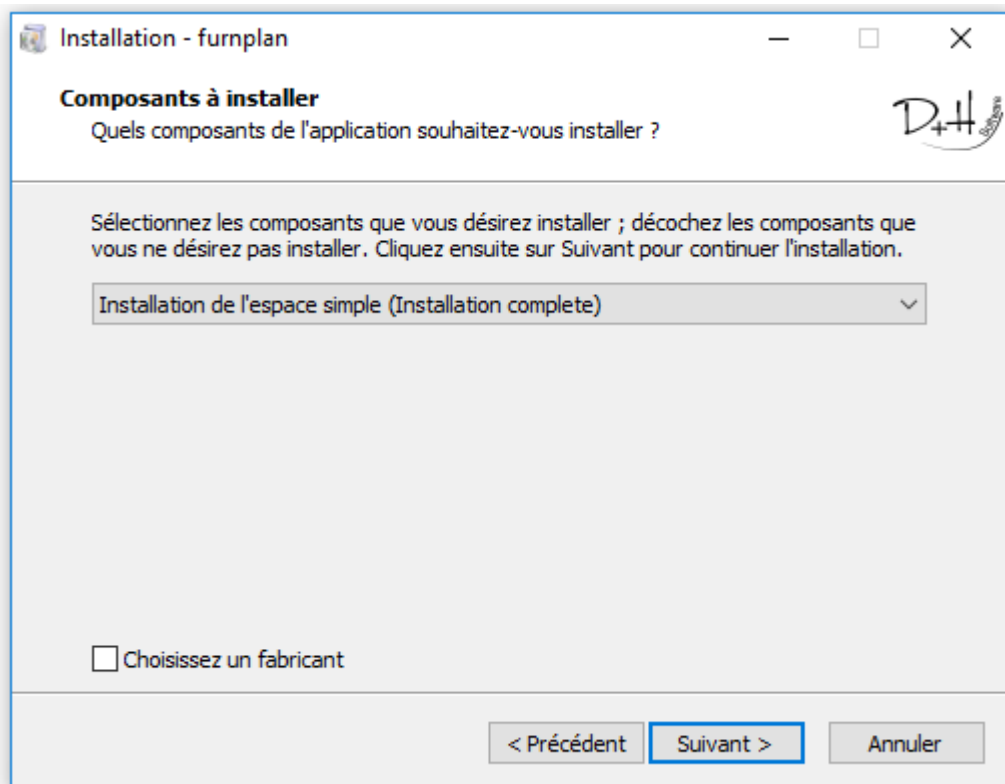 Installation - furnplan
Composants à installer
Quels composants de l'application souhaitez-vous installer ?
D+H Software
Sélectionnez les composants que vous désirez installer ; décochez les composants que
vous ne désirez pas installer. Cliquez ensuite sur Suivant pour continuer l'installation.
Installation de l'espace simple (Installation complete)
Choisissez un fabricant
< Précédent
Suivant >
Annuler